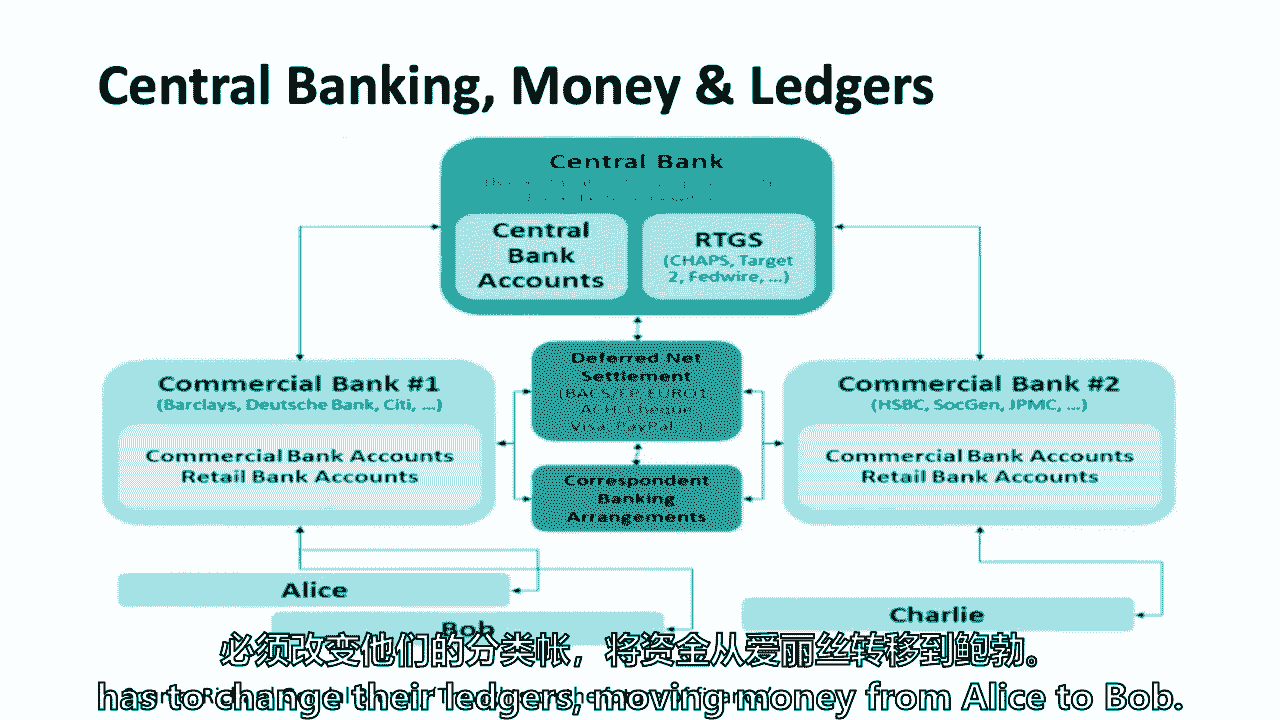 Central Banking, Money & Ledgers
Central Bank
Central
Bank
Accounts
RTGS
(CHAPS, Target
2, Fedwire, ...)
Commercial Bank #1
(Barclays, Deutsche Bank, Citi, ...)
Commercial Bank Accounts
Retail Bank Accounts
Deferred Net
Settlement
(BACS/FP, EURO1,
ACH, Cheque
Visa, PayPal, ...)
Correspondent
Banking
Arrangements
Commercial Bank #2
(HSBC, SocGen, JPMC, ...)
Commercial Bank Accounts
Retail Bank Accounts
Alice
Bob
Charlie
必须改变他们的分类帐，将资金从爱丽丝转移到鲍勃。
has to change their ledgers, moving money from Alice to Bob.